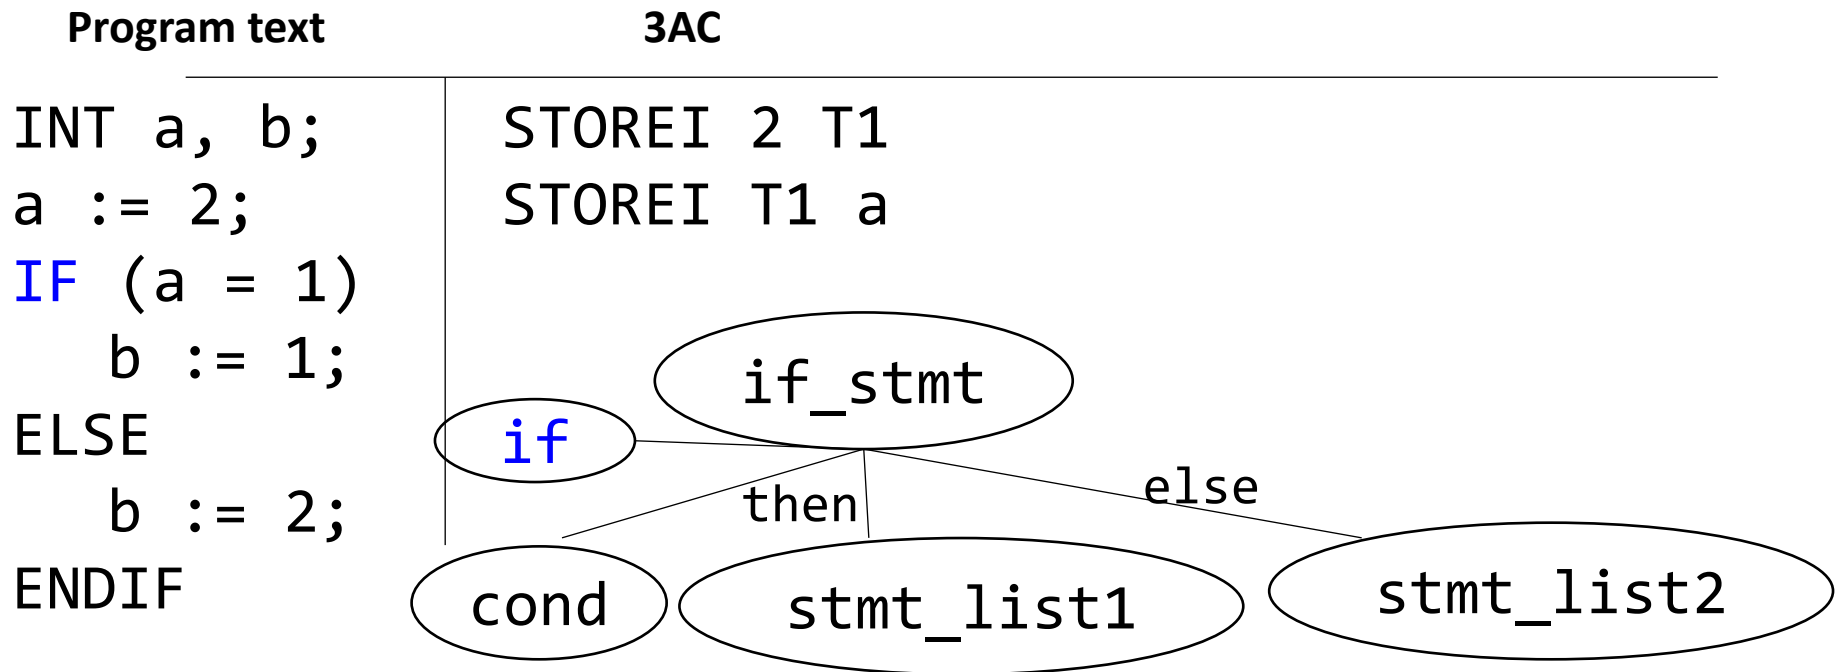 Program text 3AC
INT a, b; STOREI 2 T1
a := 2; STOREI T1 a
IF (a = 1)
b := 1;
if_stmt
ELSE
if
then
else
b := 2;
ENDIF
cond
stmt_list1
stmt_list2